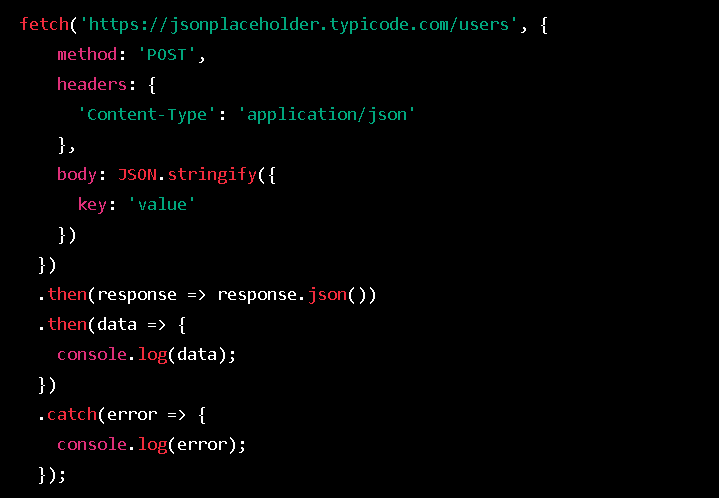 fetch('https://jsonplaceholder.typicode.com/users', {
    method: 'POST',
    headers: {
      'Content-Type': 'application/json'
    },
    body: JSON.stringify({
      key: 'value'
    })
  })
  .then(response => response.json())
  .then(data => {
    console.log(data);
  })
  .catch(error => {
    console.log(error);
  });